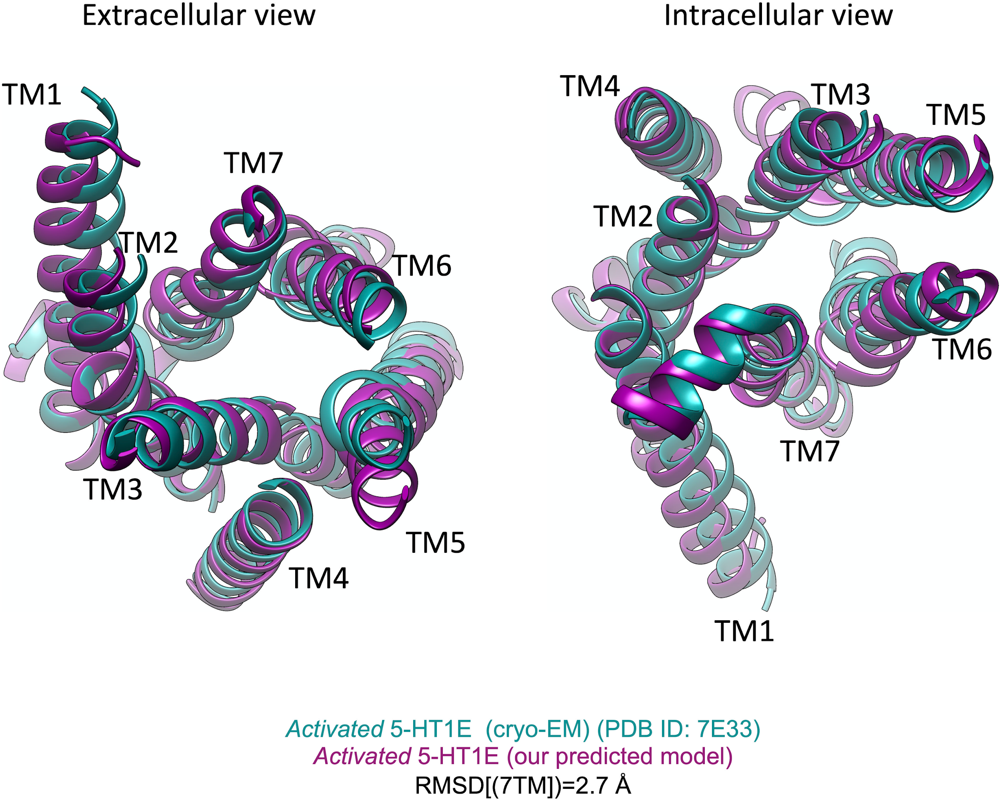 Extracellular view
Intracellular view
TM1
TM7
TM2
TM6
TM3
TM5
TM4
TM4
TM3
TM5
TM2
TM6
TM7
TM1
Activated 5-HT1E (cryo-EM) (PDB ID: 7E33)
Activated 5-HT1E (our predicted model)
RMSD[(7TM])=2.7 Å